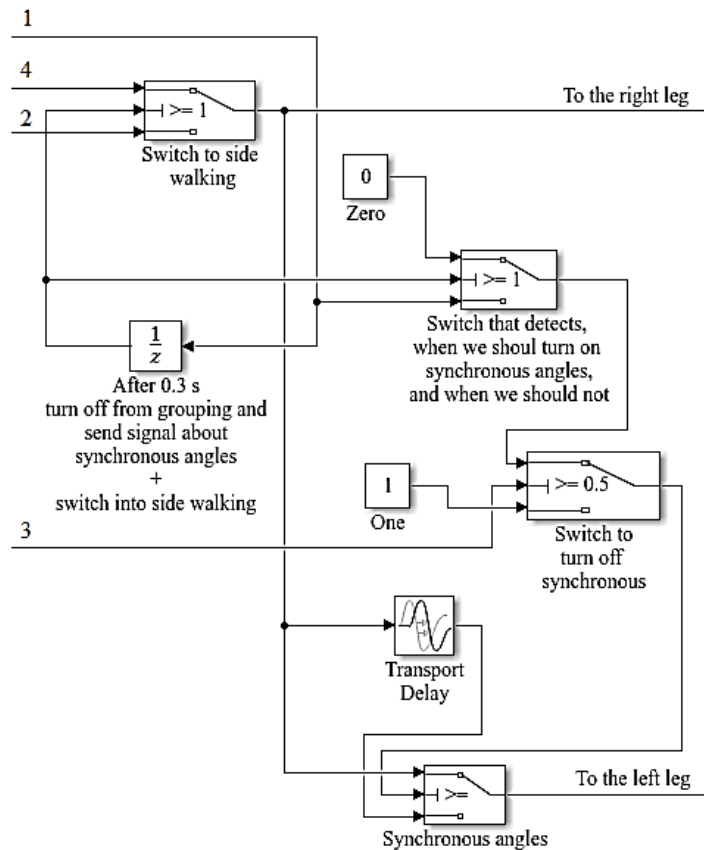 1
4
2
>= 1
Switch to side
walking
To the right leg
0
Zero
>= 1
Switch that detects,
when we shoul turn on
synchronous angles,
and when we should not
1
z
After 0.3 s
turn off from grouping and
send signal about
synchronous angles
+
switch into side walking
1
One
>= 0.5
Switch to
turn off
synchronous
3
Transport
Delay
>=
Synchronous angles
To the left leg